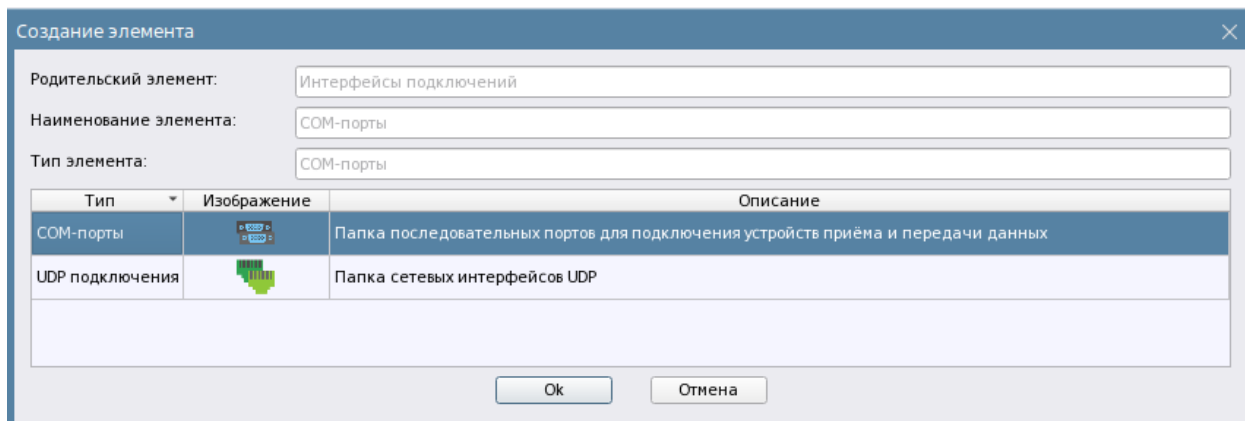 Создание элемента
Родительский элемент: Интерфейсы подключений
Наименование элемента: COM-порты
Тип элемента: COM-порты
Тип Изображение Описание
COM-порты Папка последовательных портов для подключения устройств приёма и передачи данных
UDP подключения Папка сетевых интерфейсов UDP
Ok Отмена